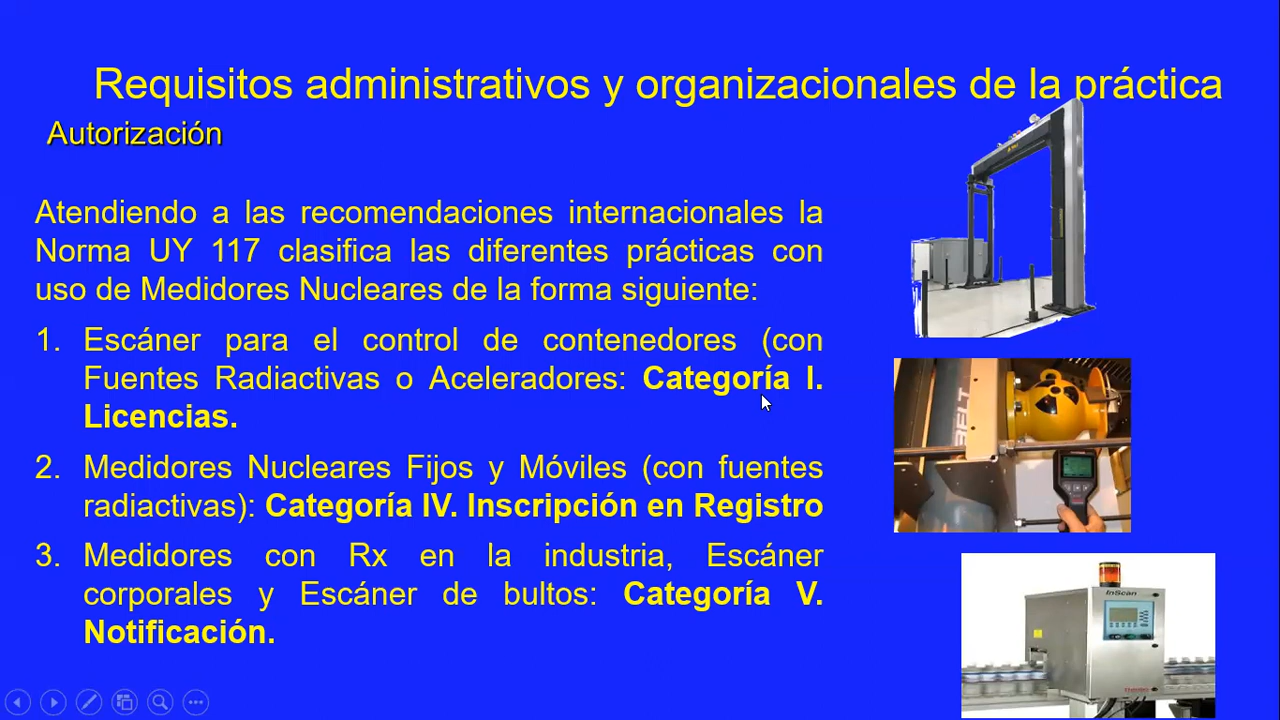 Requisitos administrativos y organizacionales de la práctica
Autorización
Atendiendo a las recomendaciones internacionales la
Norma UY 117 clasifica las diferentes prácticas con
uso de Medidores Nucleares de la forma siguiente:
1. Escáner para el control de contenedores (con
Fuentes Radiactivas o Aceleradores: Categoría I.
Licencias.
2. Medidores Nucleares Fijos y Móviles (con fuentes
radiactivas): Categoría IV. Inscripción en Registro
3. Medidores con Rx en la industria, Escáner
corporales y Escáner de bultos: Categoría V.
Notificación.
BELT
InScan